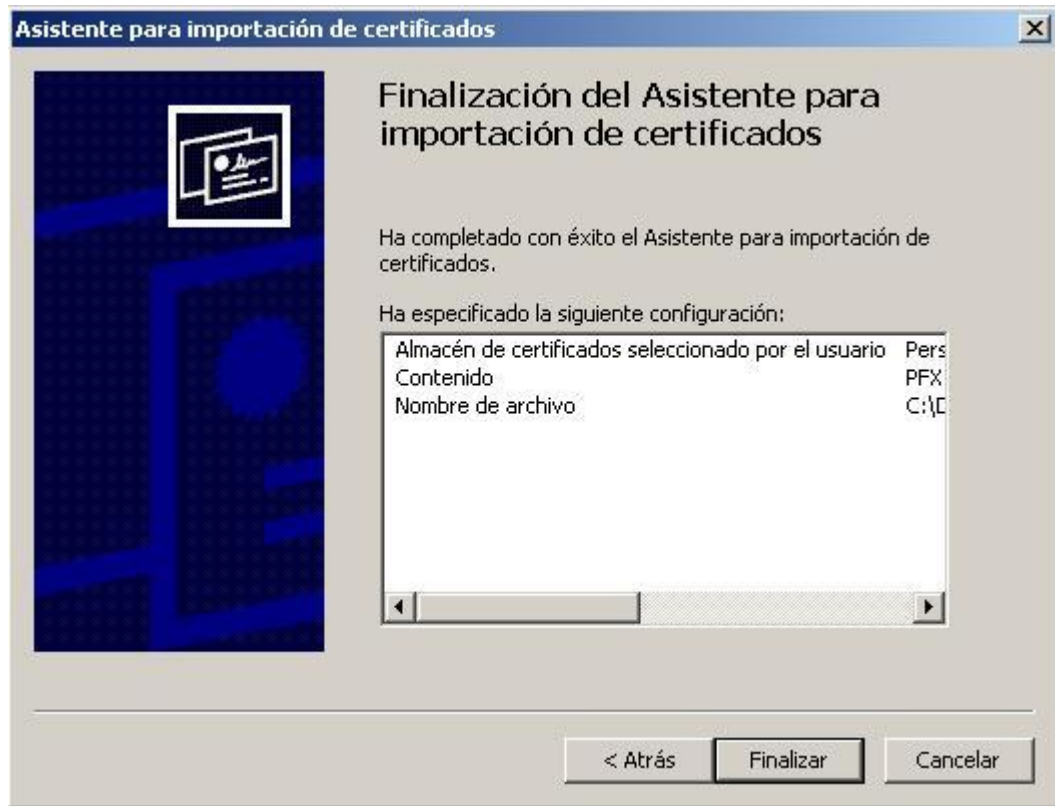 Asistente para importación de certificados
Finalización del Asistente para
importación de certificados
Ha completado con éxito el Asistente para importación de
certificados.
Ha especificado la siguiente configuración:
Almacén de certificados seleccionado por el usuario Pers
Contenido PFX
Nombre de archivo C:\D
< Atrás Finalizar Cancelar